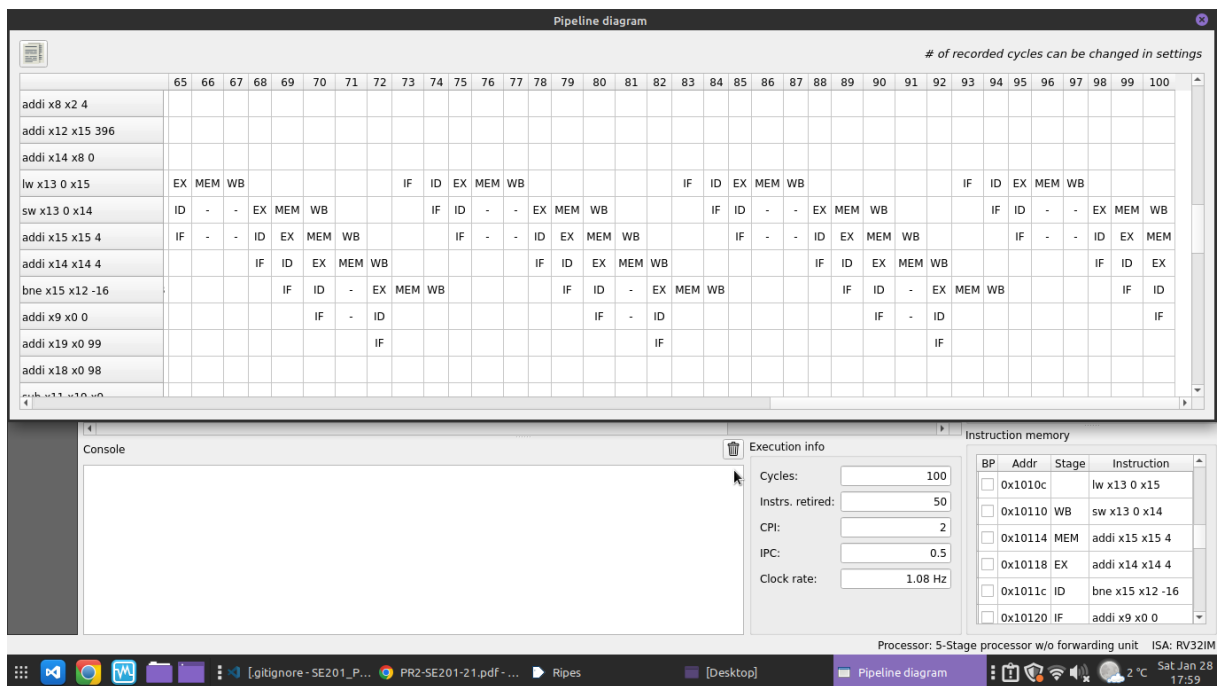 Pipeline diagram
# of recorded cycles can be changed in settings
65 66 67 68 69 70 71 72 73 74 75 76 77 78 79 80 81 82 83 84 85 86 87 88 89 90 91 92 93 94 95 96 97 98 99 100
addi x8 x2 4
addi x12 x15 396
addi x14 x8 0
lw x13 0 x15 EX MEM WB IF ID EX MEM WB IF ID EX MEM WB IF ID EX MEM WB
sw x13 0 x14 ID - - EX MEM WB IF ID - - EX MEM WB IF ID - - EX MEM WB IF ID - - EX MEM WB
addi x15 x15 4 IF - - ID EX MEM WB IF - - ID EX MEM WB IF - - ID EX MEM WB IF - - ID EX MEM
addi x14 x14 4 IF ID EX MEM WB IF ID EX MEM WB IF ID EX MEM WB IF ID EX
bne x15 x12 -16 IF ID - EX MEM WB IF ID - EX MEM WB IF ID - EX MEM WB IF ID
addi x9 x0 0 IF - ID IF - ID IF - ID IF
addi x19 x0 99 IF IF IF
addi x18 x0 98
Console
Execution info
Cycles: 100
Instrs. retired: 50
CPI: 2
IPC: 0.5
Clock rate: 1.08 Hz
Instruction memory
BP Addr Stage Instruction
0x1010c lw x13 0 x15
0x10110 WB sw x13 0 x14
0x10114 MEM addi x15 x15 4
0x10118 EX addi x14 x14 4
0x1011c ID bne x15 x12 -16
0x10120 IF addi x9 x0 0
Processor: 5-Stage processor w/o forwarding unit ISA: RV32IM
[.gitignore - SE201_P... PR2-SE201-21.pdf - ... Ripes [Desktop] Pipeline diagram 2 °C Sat Jan 28
17:59